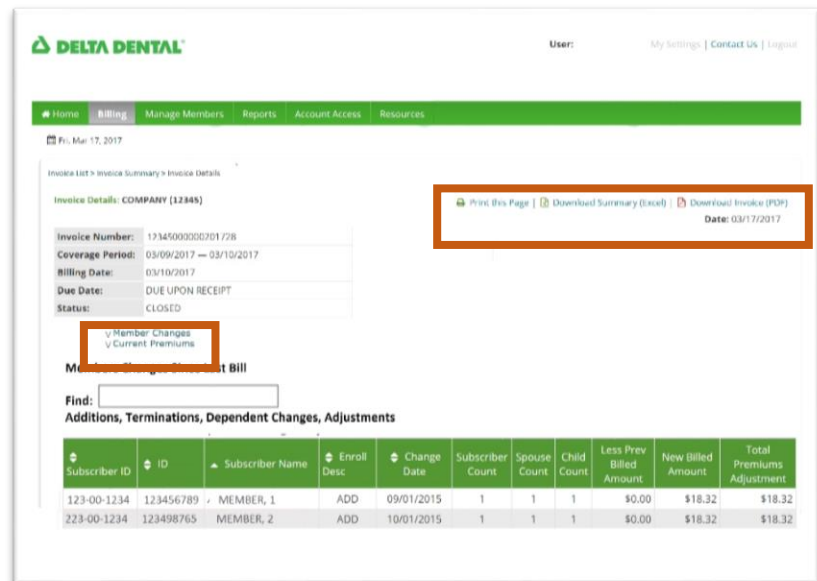 DELTA DENTAL
User: My Settings | Contact Us | Logout
Home Billing Manage Members Reports Account Access Resources
Fri. Mar 17, 2017
Invoice List > Invoice Summary > Invoice Details
Invoice Details: COMPANY (12345)
Print this Page | Download Summary (Excel) | Download Invoice (PDF)
Date: 03/17/2017
Invoice Number: 12345000000201728
Coverage Period: 03/09/2017 — 03/10/2017
Billing Date: 03/10/2017
Due Date: DUE UPON RECEIPT
Status: CLOSED
v Member Changes
v Current Premiums
Bill
Find:
Additions, Terminations, Dependent Changes, Adjustments
Subscriber ID ID Subscriber Name Enroll Desc Change Date Subscriber Count Spouse Count Child Count Less Prev Billed Amount New Billed Amount Total Premiums Adjustment
123-00-1234 123456789 MEMBER, 1 ADD 09/01/2015 1 1 1 $0.00 $18.32 $18.32
223-00-1234 123498765 MEMBER, 2 ADD 10/01/2015 1 1 1 $0.00 $18.32 $18.32